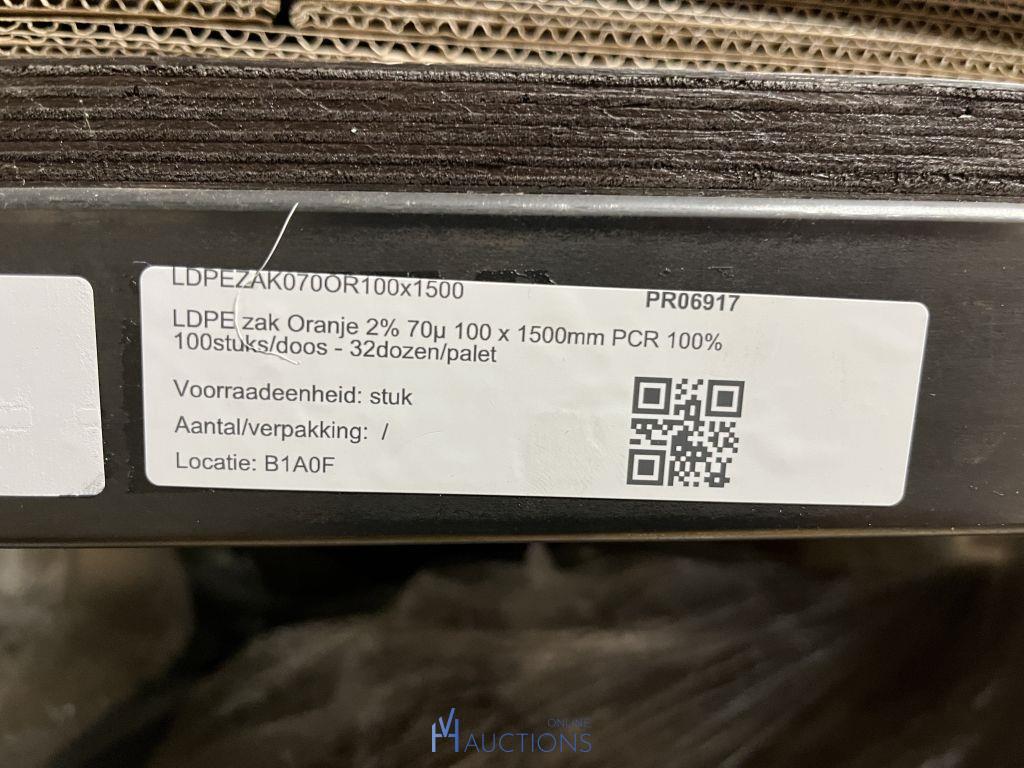 LDPEZAK070OR100x1500
PR06917
LDPE zak Oranje 2% 70µ 100 x 1500mm PCR 100%
100stuks/doos - 32dozen/palet
Voorraadeenheid: stuk
Aantal/verpakking: /
Locatie: B1A0F
ONLINE
AUCTIONS